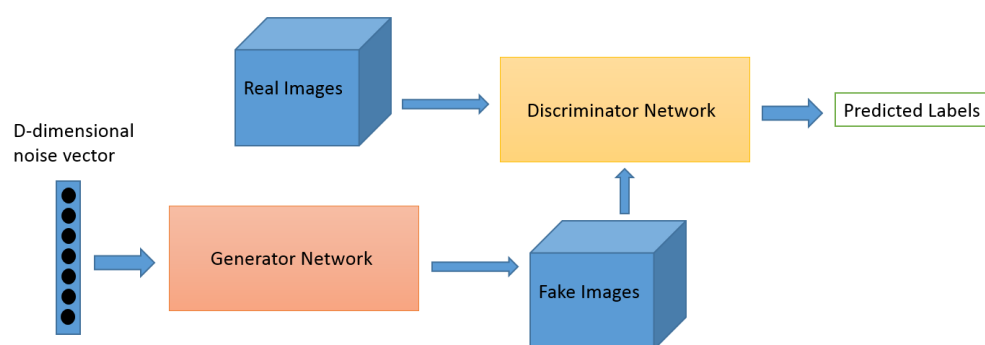 Real Images
Discriminator Network
Predicted Labels
D-dimensional
noise vector
Generator Network
Fake Images